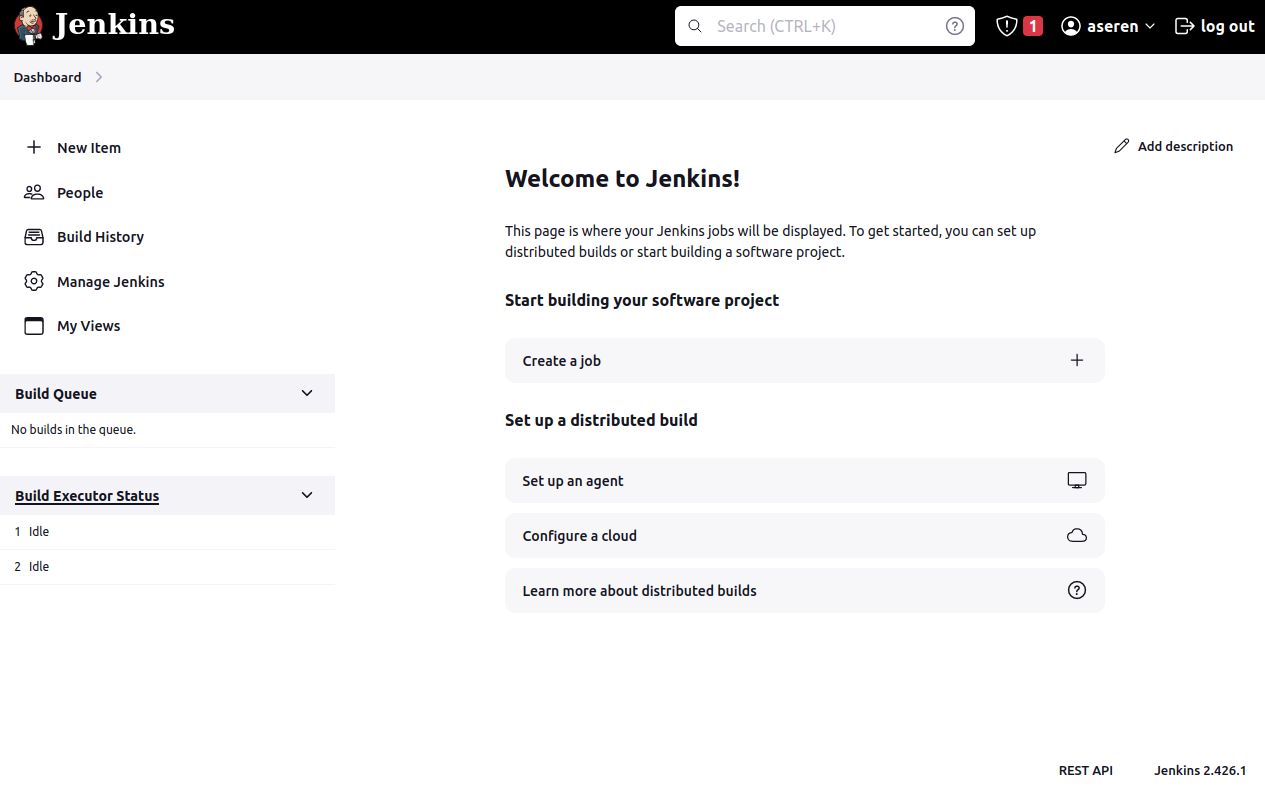 Jenkins
Search (CTRL+K)
1
aseren
log out
Dashboard
New Item
People
Build History
Manage Jenkins
My Views
Build Queue
No builds in the queue.
Build Executor Status
1 Idle
2 Idle
Add description
Welcome to Jenkins!
This page is where your Jenkins jobs will be displayed. To get started, you can set up
distributed builds or start building a software project.
Start building your software project
Create a job
Set up a distributed build
Set up an agent
Configure a cloud
Learn more about distributed builds
REST API
Jenkins 2.426.1